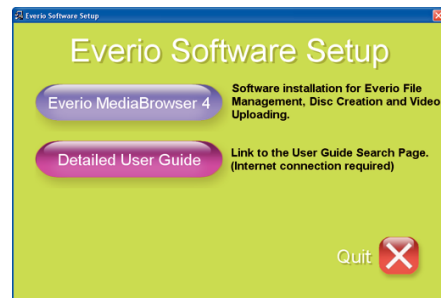 Everio Software Setup
Everio Software Setup
Everio MediaBrowser 4
Software installation for Everio File
Management, Disc Creation and Video
Uploading.
Detailed User Guide
Link to the User Guide Search Page.
(Internet connection required)
Quit